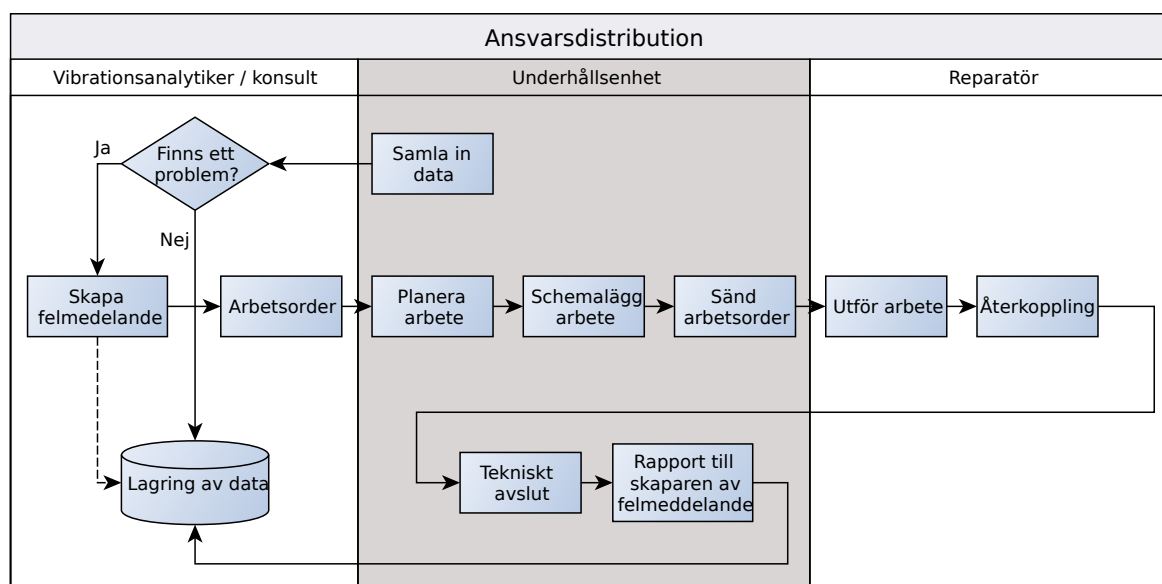 Ansvarsdistribution
Vibrationsanalytiker / konsult
Underhållsenhet
Reparatör
Ja
Finns ett
problem?
Samla in
data
Nej
Skapa
felmedelande
Arbetsorder
Planera
arbete
Schemalägg
arbete
Sänd
arbetsorder
Utför arbete
Återkoppling
Lagring av data
Tekniskt
avslut
Rapport till
skaparen av
felmeddelande